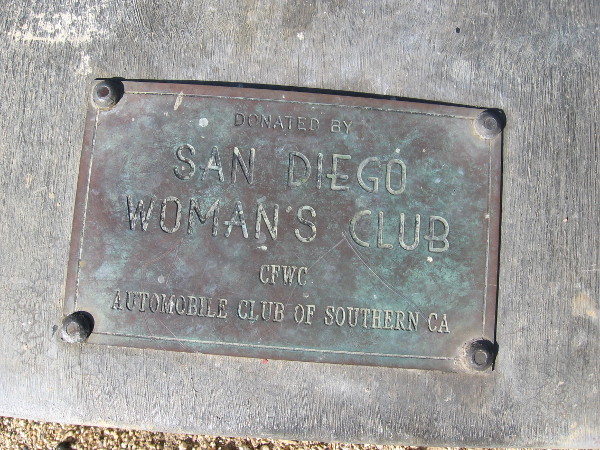 DONATED BY
SAN DIEGO
WOMAN'S CLUB
CFWC
AUTOMOBILE CLUB OF SOUTHERN CA